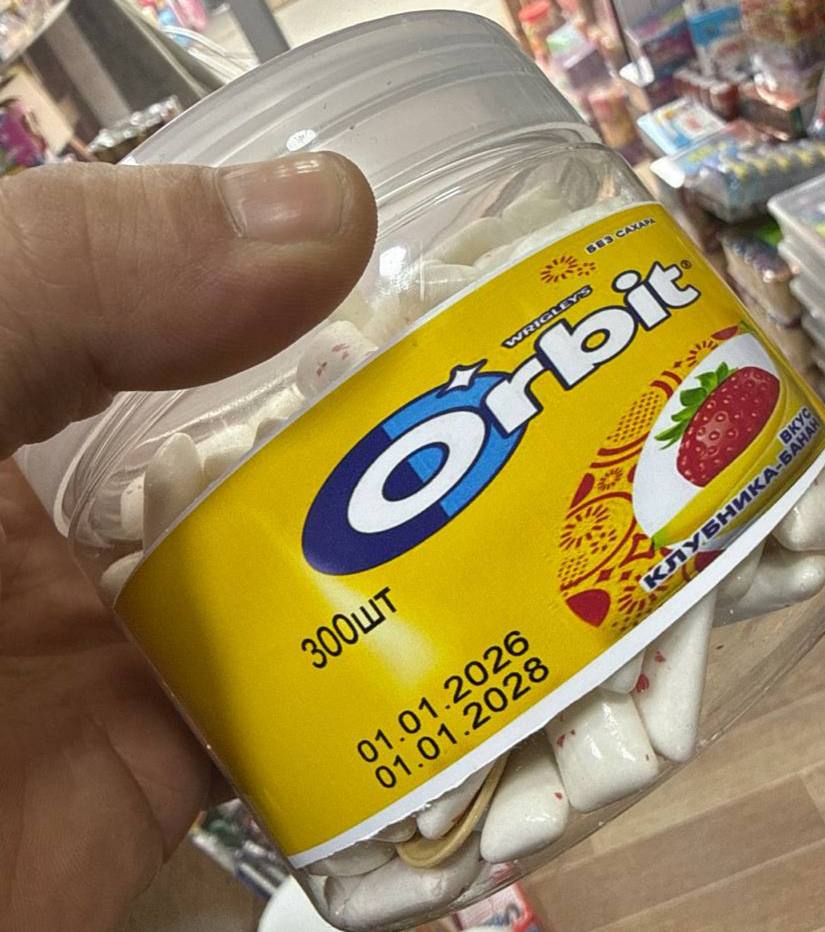 БЕЗ САХАРА
WRIGLEY'S
Orbit®
ВКУС
КЛУБНИКА-БАНАН
300шт
01.01.2026
01.01.2028